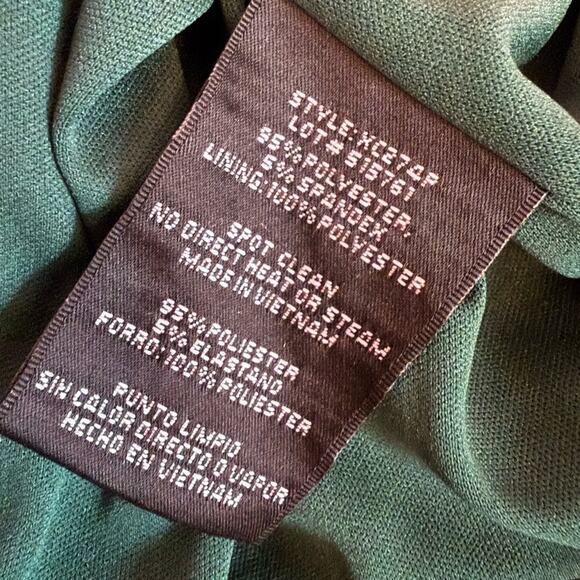 STYLE:KC274P
LOT# 515761
95%POLYESTER,
5% SPANDEX
LINING:100%POLYESTER
SPOT CLEAN
NO DIRECT HEAT OR STEAM
MADE IN VIETNAM
95%POLIESTER
5% ELASTANO
FORRO:100% POLIESTER
PUNTO LIMPIO
SIN CALOR DIRECTO O VAPOR
HECHO EN VIETNAM